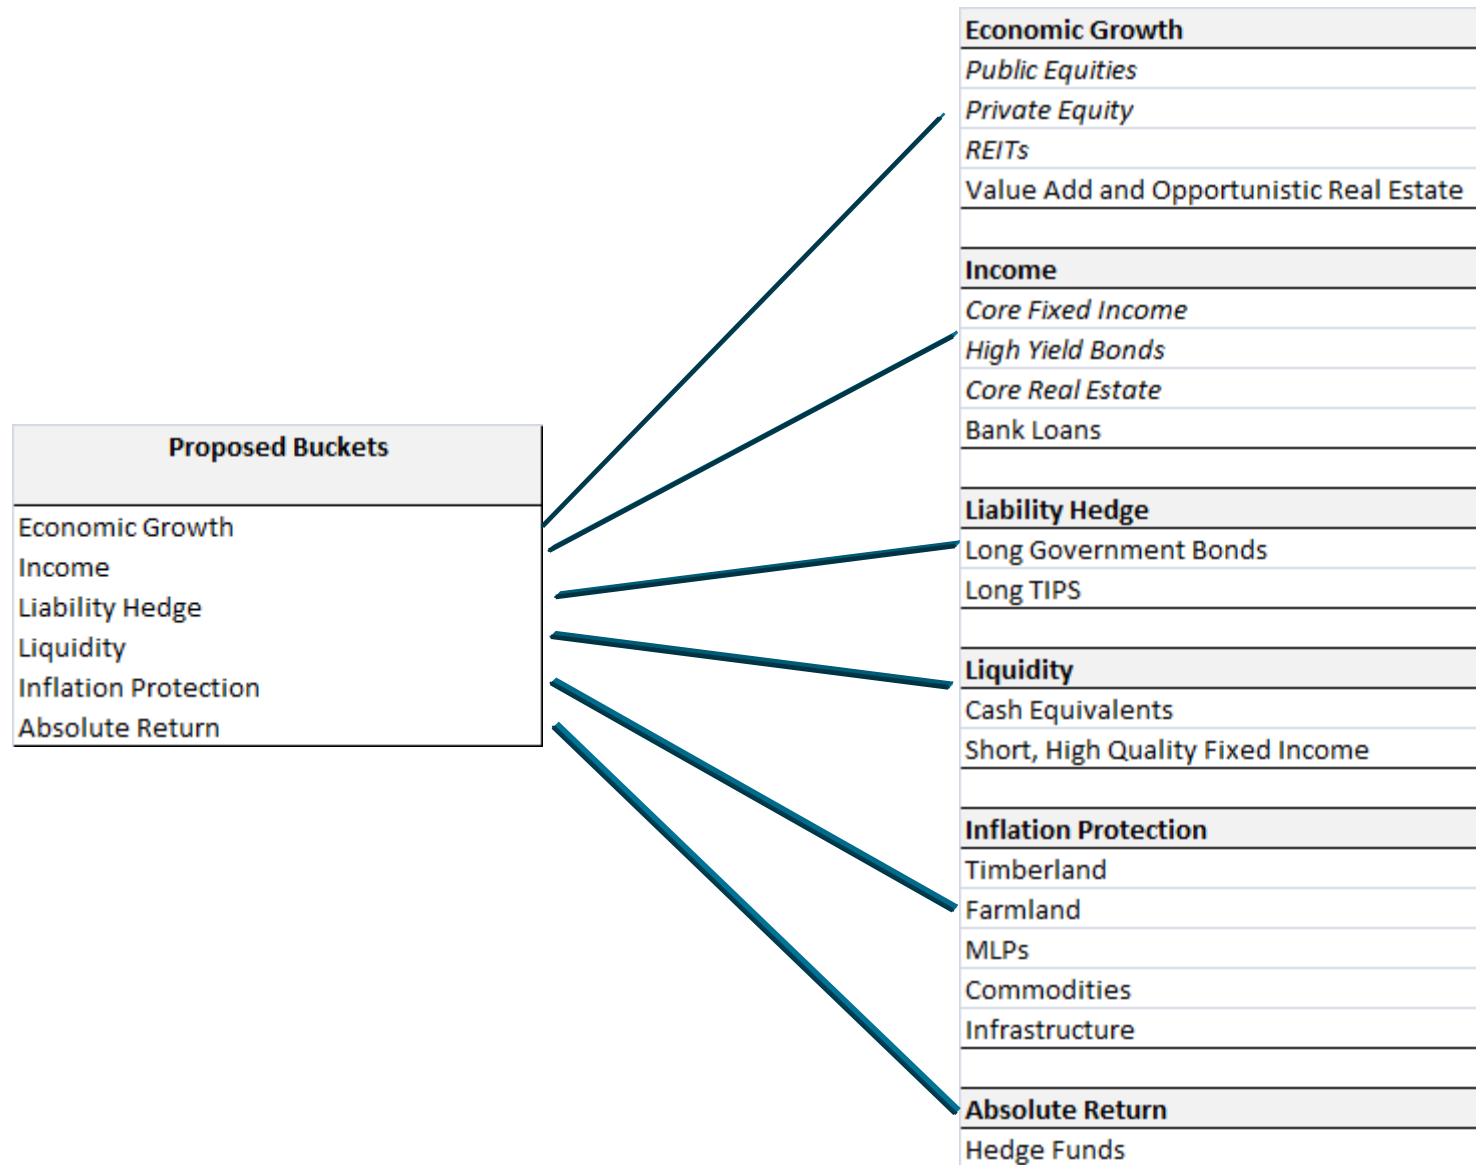 Proposed Buckets
Economic Growth
Income
Liability Hedge
Liquidity
Inflation Protection
Absolute Return
Economic Growth
Public Equities
Private Equity
REITs
Value Add and Opportunistic Real Estate
Income
Core Fixed Income
High Yield Bonds
Core Real Estate
Bank Loans
Liability Hedge
Long Government Bonds
Long TIPS
Liquidity
Cash Equivalents
Short, High Quality Fixed Income
Inflation Protection
Timberland
Farmland
MLPs
Commodities
Infrastructure
Absolute Return
Hedge Funds